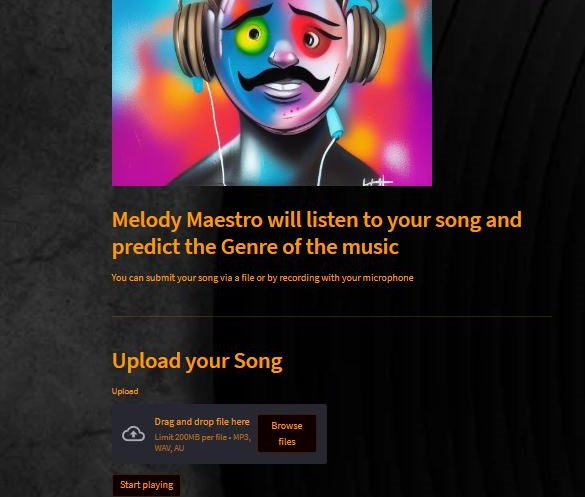 Melody Maestro will listen to your song and
predict the Genre of the music
You can submit your song via a file or by recording with your microphone
Upload your Song
Upload
Drag and drop file here
Limit 200MB per file • MP3,
WAV, AU
Browse
files
Start playing